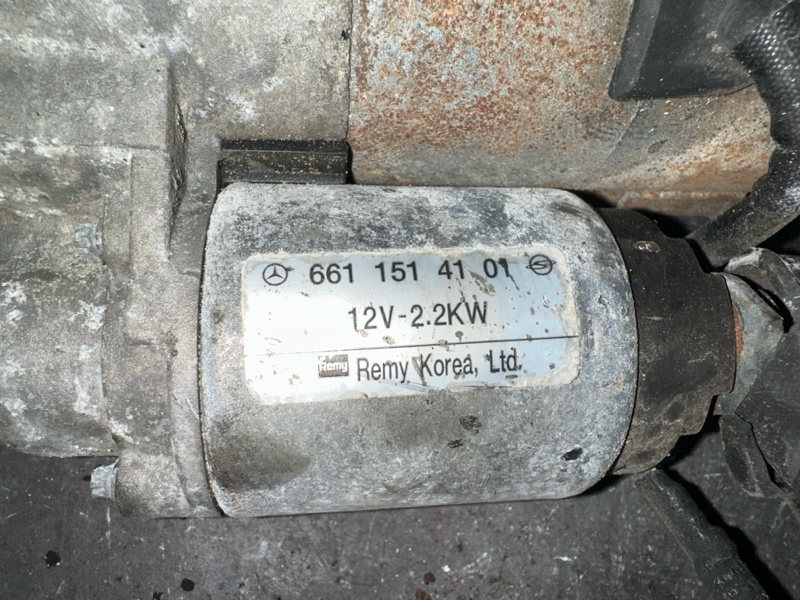 661 151 41 01
12V-2.2KW
Remy Remy Korea, Ltd.